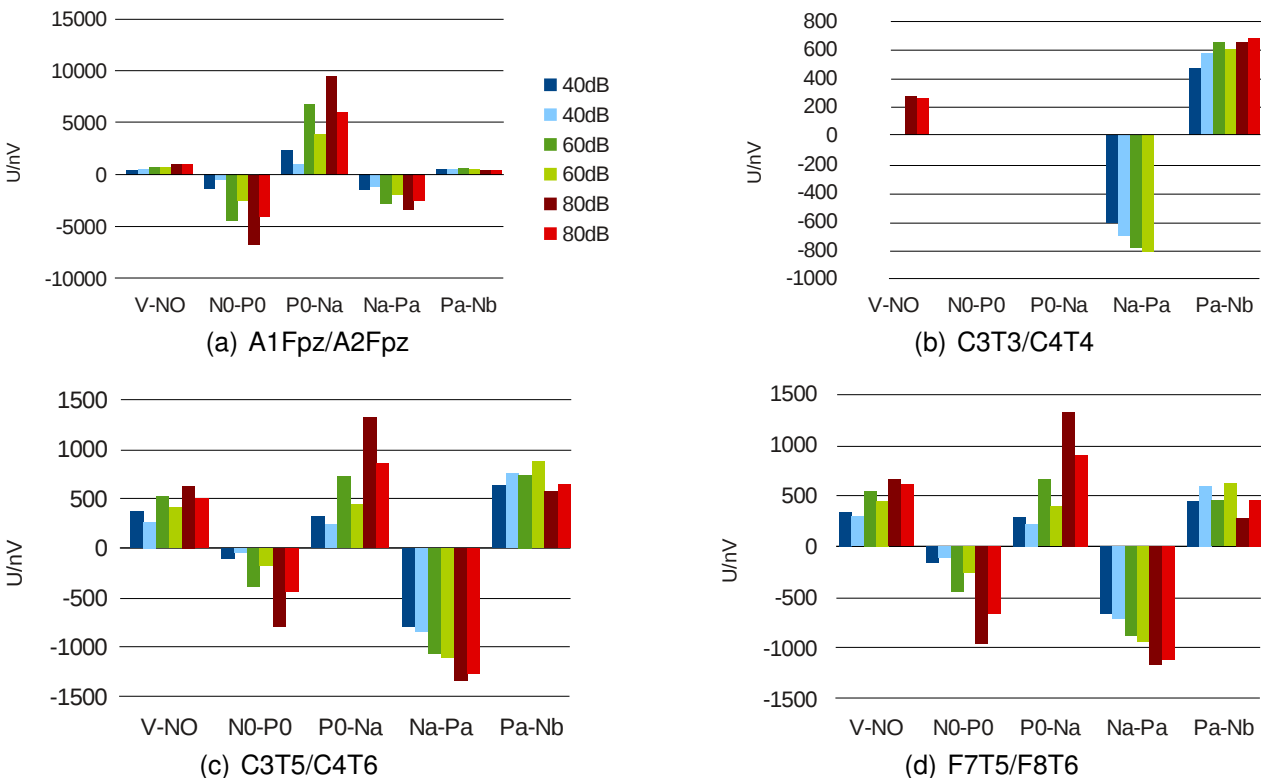 15000
10000
5000
0
-5000
-10000
U/nV
V-NO N0-P0 P0-Na Na-Pa Pa-Nb
40dB
40dB
60dB
60dB
80dB
80dB
(a) A1Fpz/A2Fpz
800
600
400
200
0
-200
-400
-600
-800
-1000
U/nV
V-NO N0-P0 P0-Na Na-Pa Pa-Nb
(b) C3T3/C4T4
1500
1000
500
0
-500
-1000
-1500
U/nV
V-NO N0-P0 P0-Na Na-Pa Pa-Nb
(c) C3T5/C4T6
1500
1000
500
0
-500
-1000
-1500
U/nV
V-NO N0-P0 P0-Na Na-Pa Pa-Nb
(d) F7T5/F8T6